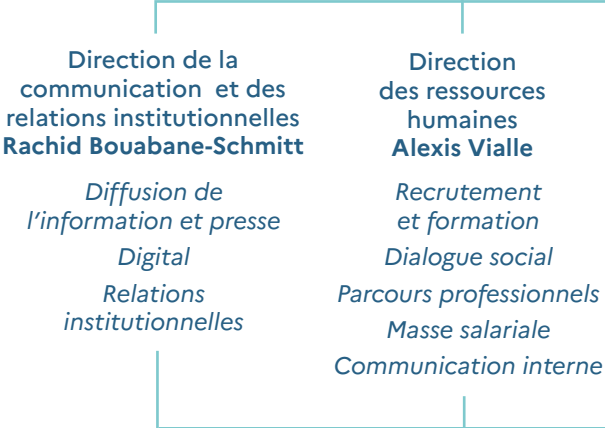 Direction de la
communication et des
relations institutionnelles
Rachid Bouabane-Schmitt
Diffusion de
l’information et presse
Digital
Relations
institutionnelles
Direction
des ressources
humaines
Alexis Vialle
Recrutement
et formation
Dialogue social
Parcours professionnels
Masse salariale
Communication interne